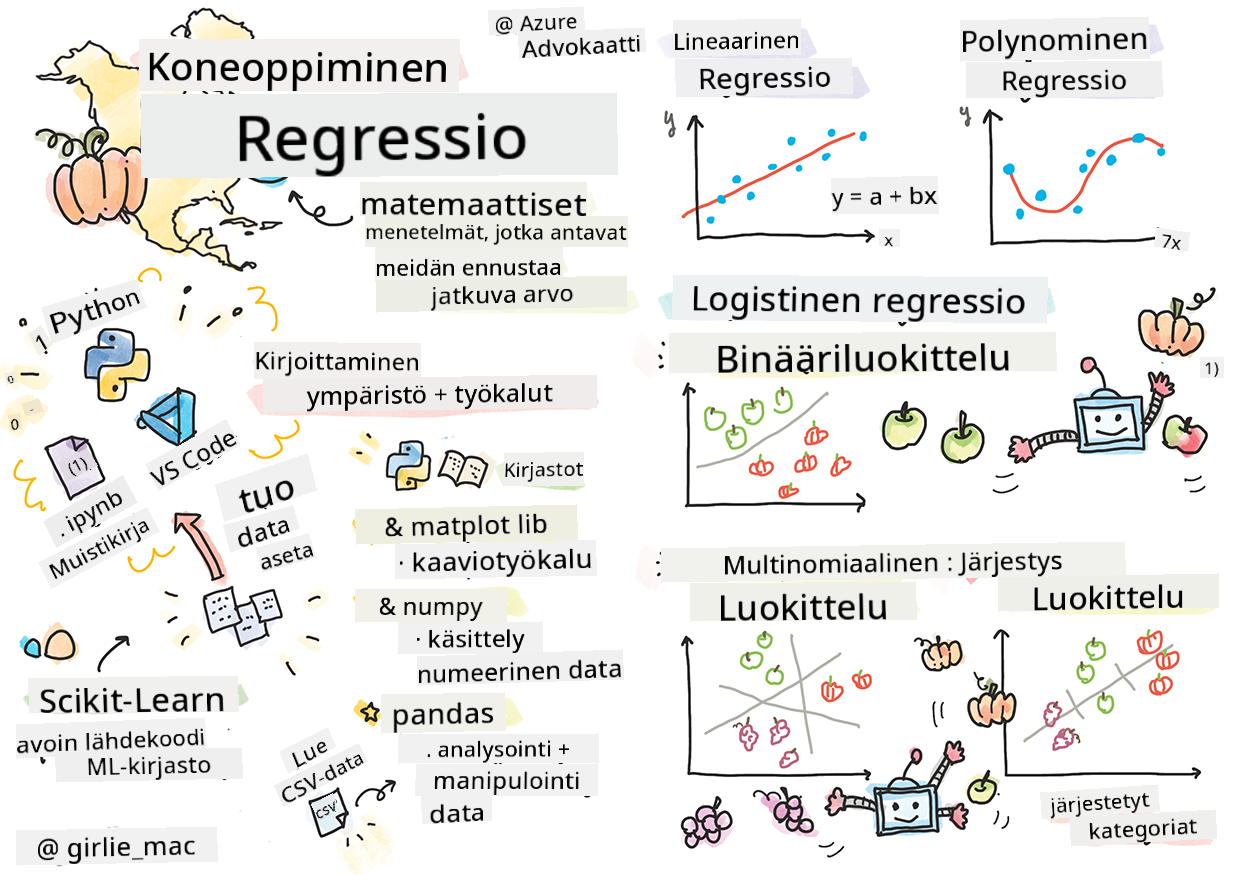 @ Azure
Advokaatti
Koneoppiminen
Regressio
matemaattiset
menetelmät, jotka antavat
meidän ennustaa
jatkuva arvo
1 Python
VS Code
(1).
. ipynb
Muistikirja
tuo
data
aseta
Scikit-Learn
avoin lähdekoodi
ML-kirjasto
@ girlie_mac
Kirjoittaminen
ympäristö + työkalut
Kirjastot
& matplot lib
· kaaviotyökalu
& numpy
· käsittely
numeerinen data
pandas
. analysointi +
manipulointi
data
Lue
CSV-data
CSV'
Lineaarinen
Regressio
y
y = a + bx
x
Polynominen
Regressio
y
7x
Logistinen regressio
: Binääriluokittelu
1)
: Multinomiaalinen : Järjestys
Luokittelu
Luokittelu
järjestetyt
kategoriat